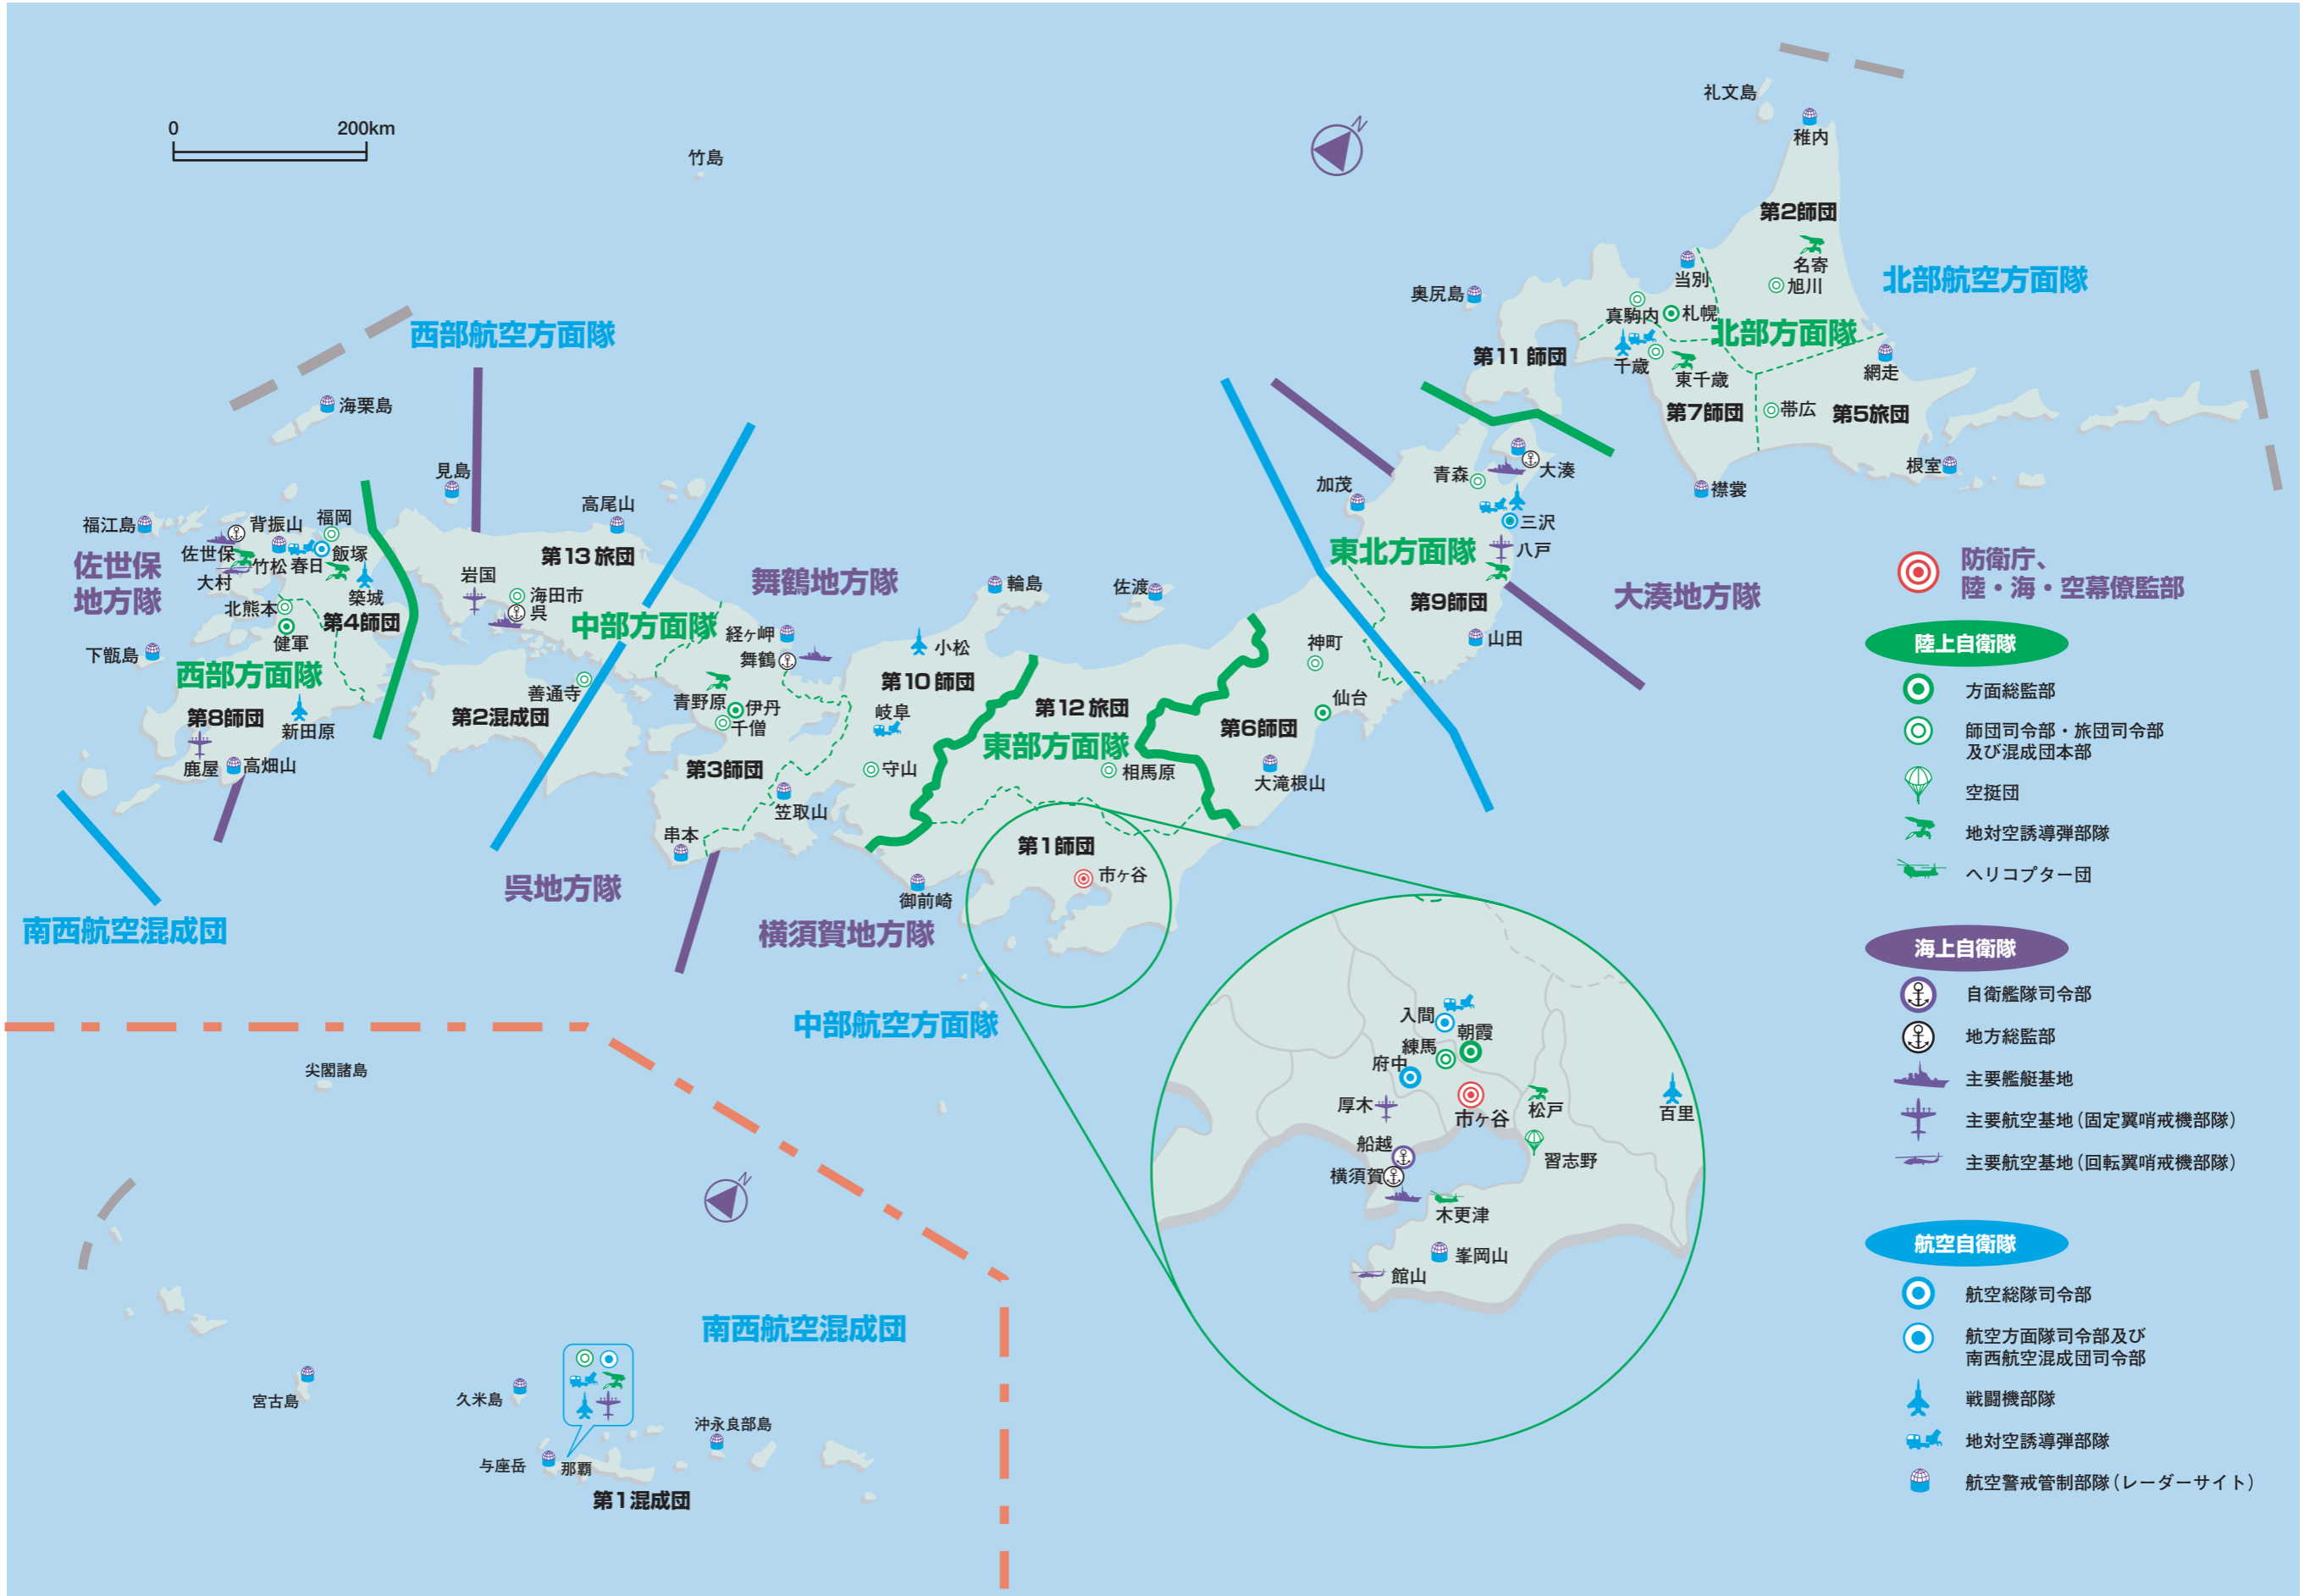 0 200km
竹島
N
礼文島
稚内
第2師団
名寄
旭川
当別
北部航空方面隊
奥尻島
真駒内
札幌
北部方面隊
西部航空方面隊
第11師団
千歳
東千歳
網走
海栗島
第7師団
帯広
第5旅団
見島
青森
大湊
根室
加茂
襟裳
高尾山
福江島
背振山
福岡
三沢
佐世保
竹松
春日
飯塚
第13旅団
東北方面隊
八戸
佐世保
地方隊
大村
築城
岩国
海田市
舞鶴地方隊
輪島
佐渡
大湊地方隊
北熊本
第4師団
呉
第9師団
健軍
中部方面隊
経ヶ岬
山田
下甑島
舞鶴
小松
神町
西部方面隊
第10師団
善通寺
青野原
伊丹
仙台
第8師団
新田原
第2混成団
千僧
岐阜
第12旅団
第6師団
東部方面隊
鹿屋
高畑山
第3師団
守山
相馬原
大滝根山
笠取山
串本
第1師団
市ヶ谷
呉地方隊
御前崎
南西航空混成団
横須賀地方隊
中部航空方面隊
入間
朝霞
練馬
府中
厚木
市ヶ谷
松戸
百里
船越
横須賀
習志野
木更津
峯岡山
館山
尖閣諸島
N
南西航空混成団
宮古島
久米島
沖永良部島
与座岳
那覇
第1混成団
防衛庁、
陸・海・空幕僚監部
陸上自衛隊
方面総監部
師団司令部・旅団司令部
及び混成団本部
空挺団
地対空誘導弾部隊
ヘリコプター団
海上自衛隊
自衛艦隊司令部
地方総監部
主要艦艇基地
主要航空基地(固定翼哨戒機部隊)
主要航空基地(回転翼哨戒機部隊)
航空自衛隊
航空総隊司令部
航空方面隊司令部及び
南西航空混成団司令部
戦闘機部隊
地対空誘導弾部隊
航空警戒管制部隊(レーダーサイト)